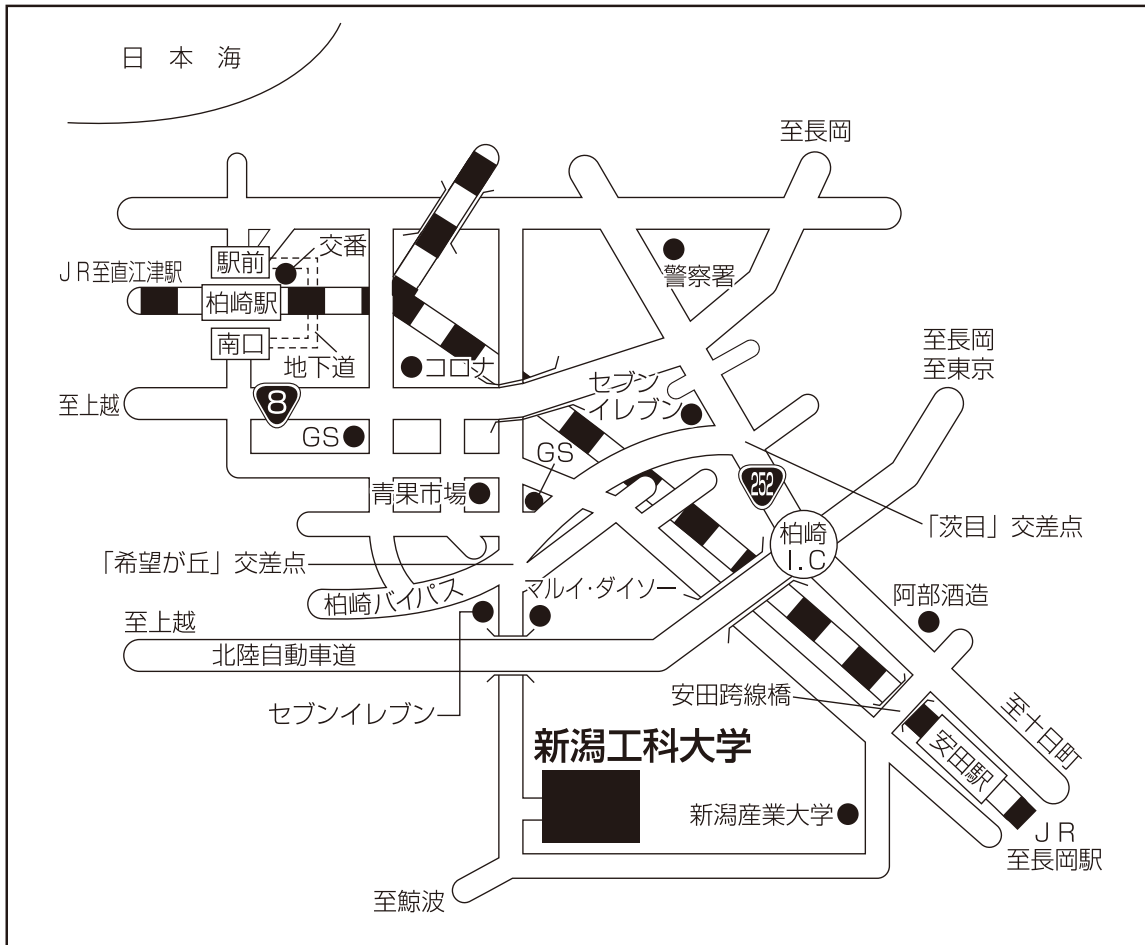 日本海
至長岡
交番
駅前
JR至直江津駅
警察署
柏崎駅
南口
地下道
コロナ
至長岡
至東京
至上越
8
セブン
イレブン
GS
GS
252
青果市場
「茨目」交差点
柏崎
I.C
「希望が丘」交差点
マルイ・ダイソー
柏崎バイパス
阿部酒造
至上越
北陸自動車道
安田跨線橋
セブンイレブン
至十日町
新潟工科大学
安田駅
新潟産業大学
JR
至長岡駅
至鯨波